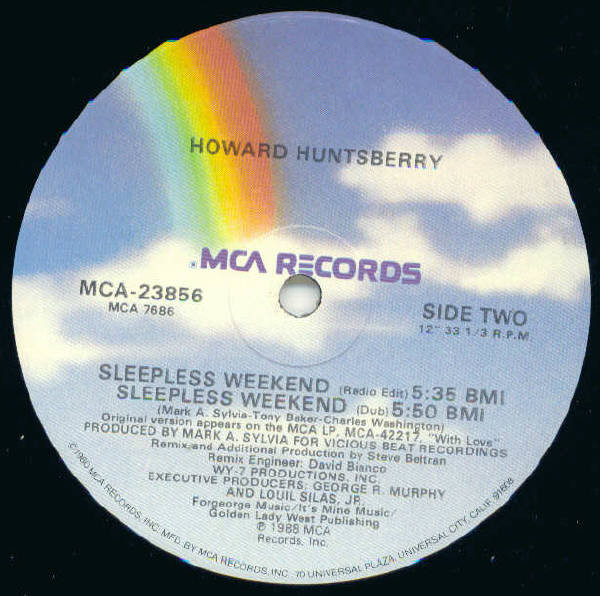 HOWARD HUNTSBERRY
MCA RECORDS
MCA-23856
MCA 7686
SIDE TWO
12" 33 1/3 R.P.M.
SLEEPLESS WEEKEND (Radio Edit) 5:35 BMI
SLEEPLESS WEEKEND (Dub) 5:50 BMI
(Mark A. Sylvia-Tony Baker-Charles Washington)
Original version appears on the MCA LP, MCA-42217, "With Love"
PRODUCED BY MARK A. SYLVIA FOR VICIOUS BEAT RECORDINGS
Remix and Additional Production by Steve Beltran
Remix Engineer: David Bianco
WY-7 PRODUCTIONS, INC.
EXECUTIVE PRODUCERS: GEORGE R. MURPHY
AND LOUIL SILAS, JR.
Forgeorge Music/It's Mine Music/
Golden Lady West Publishing
℗ 1988 MCA
Records, Inc.
©1980 MCA RECORDS, INC. MFD. BY MCA RECORDS, INC., 70 UNIVERSAL PLAZA, UNIVERSAL CITY, CALIF. 91608